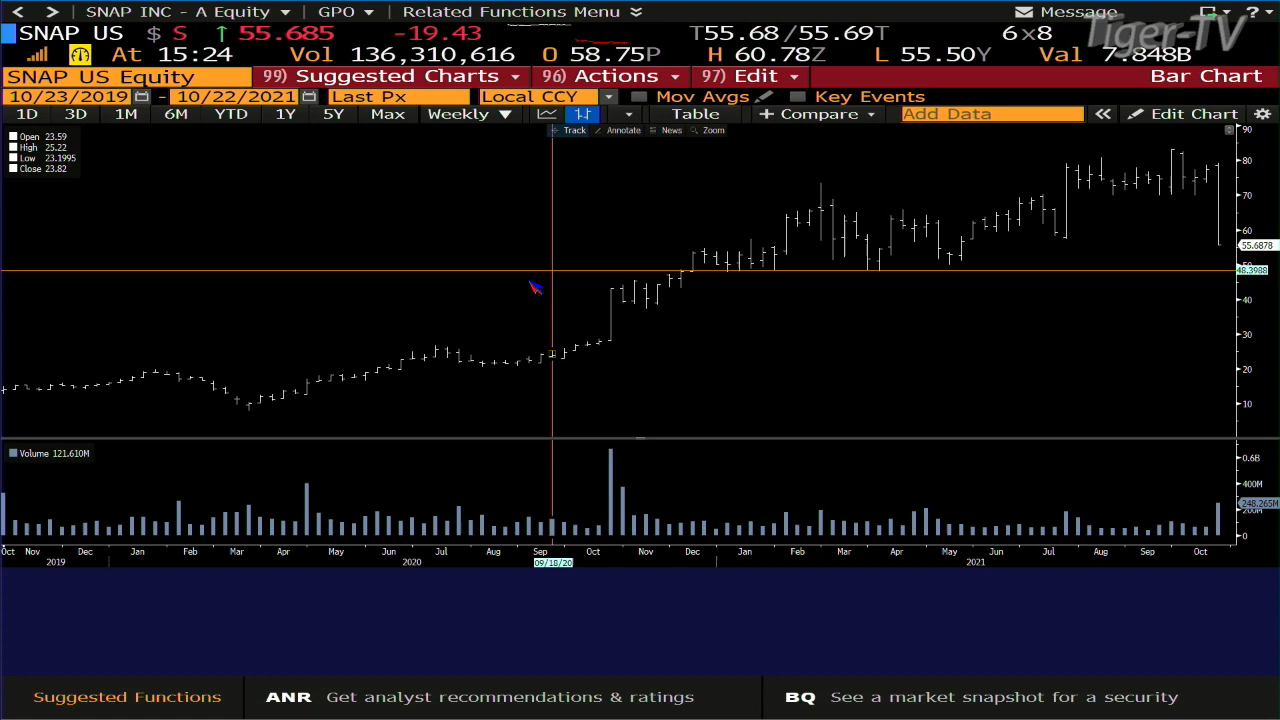 SNAP INC - A Equity GPO Related Functions Menu Message ?
Tiger-TV
SNAP US $ S ↑ 55.685 -19.43 T55.68/55.69T 6x8
At 15:24 Vol 136,310,616 O 58.75P H 60.78Z L 55.50Y Val 7.848B
SNAP US Equity 99) Suggested Charts 96) Actions 97) Edit Bar Chart
10/23/2019 - 10/22/2021 Last Px Local CCY Mov Avgs Key Events
1D 3D 1M 6M YTD 1Y 5Y Max Weekly Table + Compare Add Data Edit Chart
Track Annotate News Zoom
Open 23.59
High 25.22
Low 23.1995
Close 23.82
90
80
70
60
55.6878
50
48.3988
40
30
20
10
Volume 121.610M
0.6B
400M
248.265M
200M
0
Oct Nov Dec Jan Feb Mar Apr May Jun Jul Aug Sep Oct Nov Dec Jan Feb Mar Apr May Jun Jul Aug Sep Oct
2019 2020 09/18/20 2021
Suggested Functions ANR Get analyst recommendations & ratings BQ See a market snapshot for a security